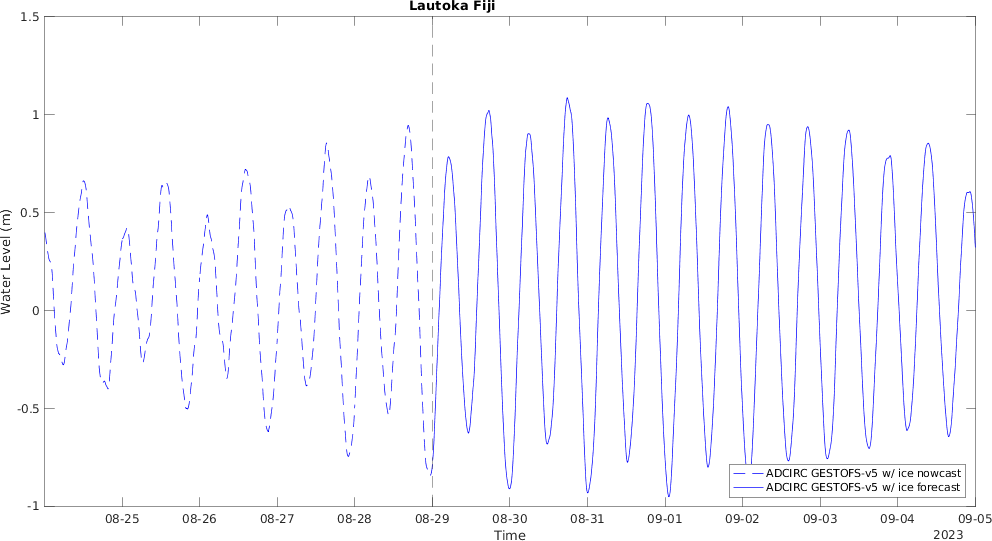 Lautoka Fiji
1.5
1
0.5
0
-0.5
-1
Water Level (m)
ADCIRC GESTOFS-v5 w/ ice nowcast
ADCIRC GESTOFS-v5 w/ ice forecast
08-25 08-26 08-27 08-28 08-29 08-30 08-31 09-01 09-02 09-03 09-04 09-05
Time
2023